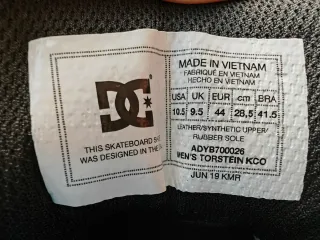 DC
THIS SKATEBOARD
WAS DESIGNED IN THE
MADE IN VIETNAM
FABRIQUÉ EN VIETNAM
HECHO EN VIETNAM
USA UK EUR cm BRA
10.5 9.5 44 28,5 41.5
LEATHER/SYNTHETIC UPPER/
RUBBER SOLE
ADYB700026
MEN'S TORSTEIN KCO
JUN 19 KMR